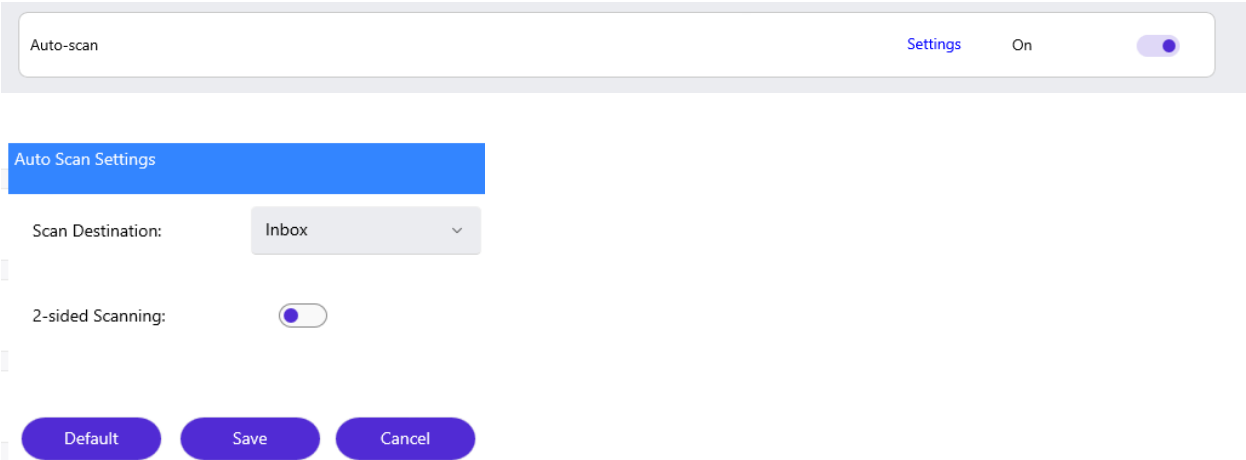 Auto-scan Settings On
Auto Scan Settings
Scan Destination: Inbox
2-sided Scanning:
Default Save Cancel